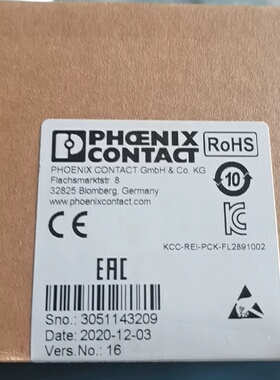 PHŒNIX
CONTACT
RoHS
PHOENIX CONTACT GmbH & Co. KG
Flachsmarktstr. 8
32825 Blomberg, Germany
www.phoenixcontact.com
10
CE
KCC-REI-PCK-FL2891002
EAC
Sno.: 3051143209
Date: 2020-12-03
Vers.No.: 16